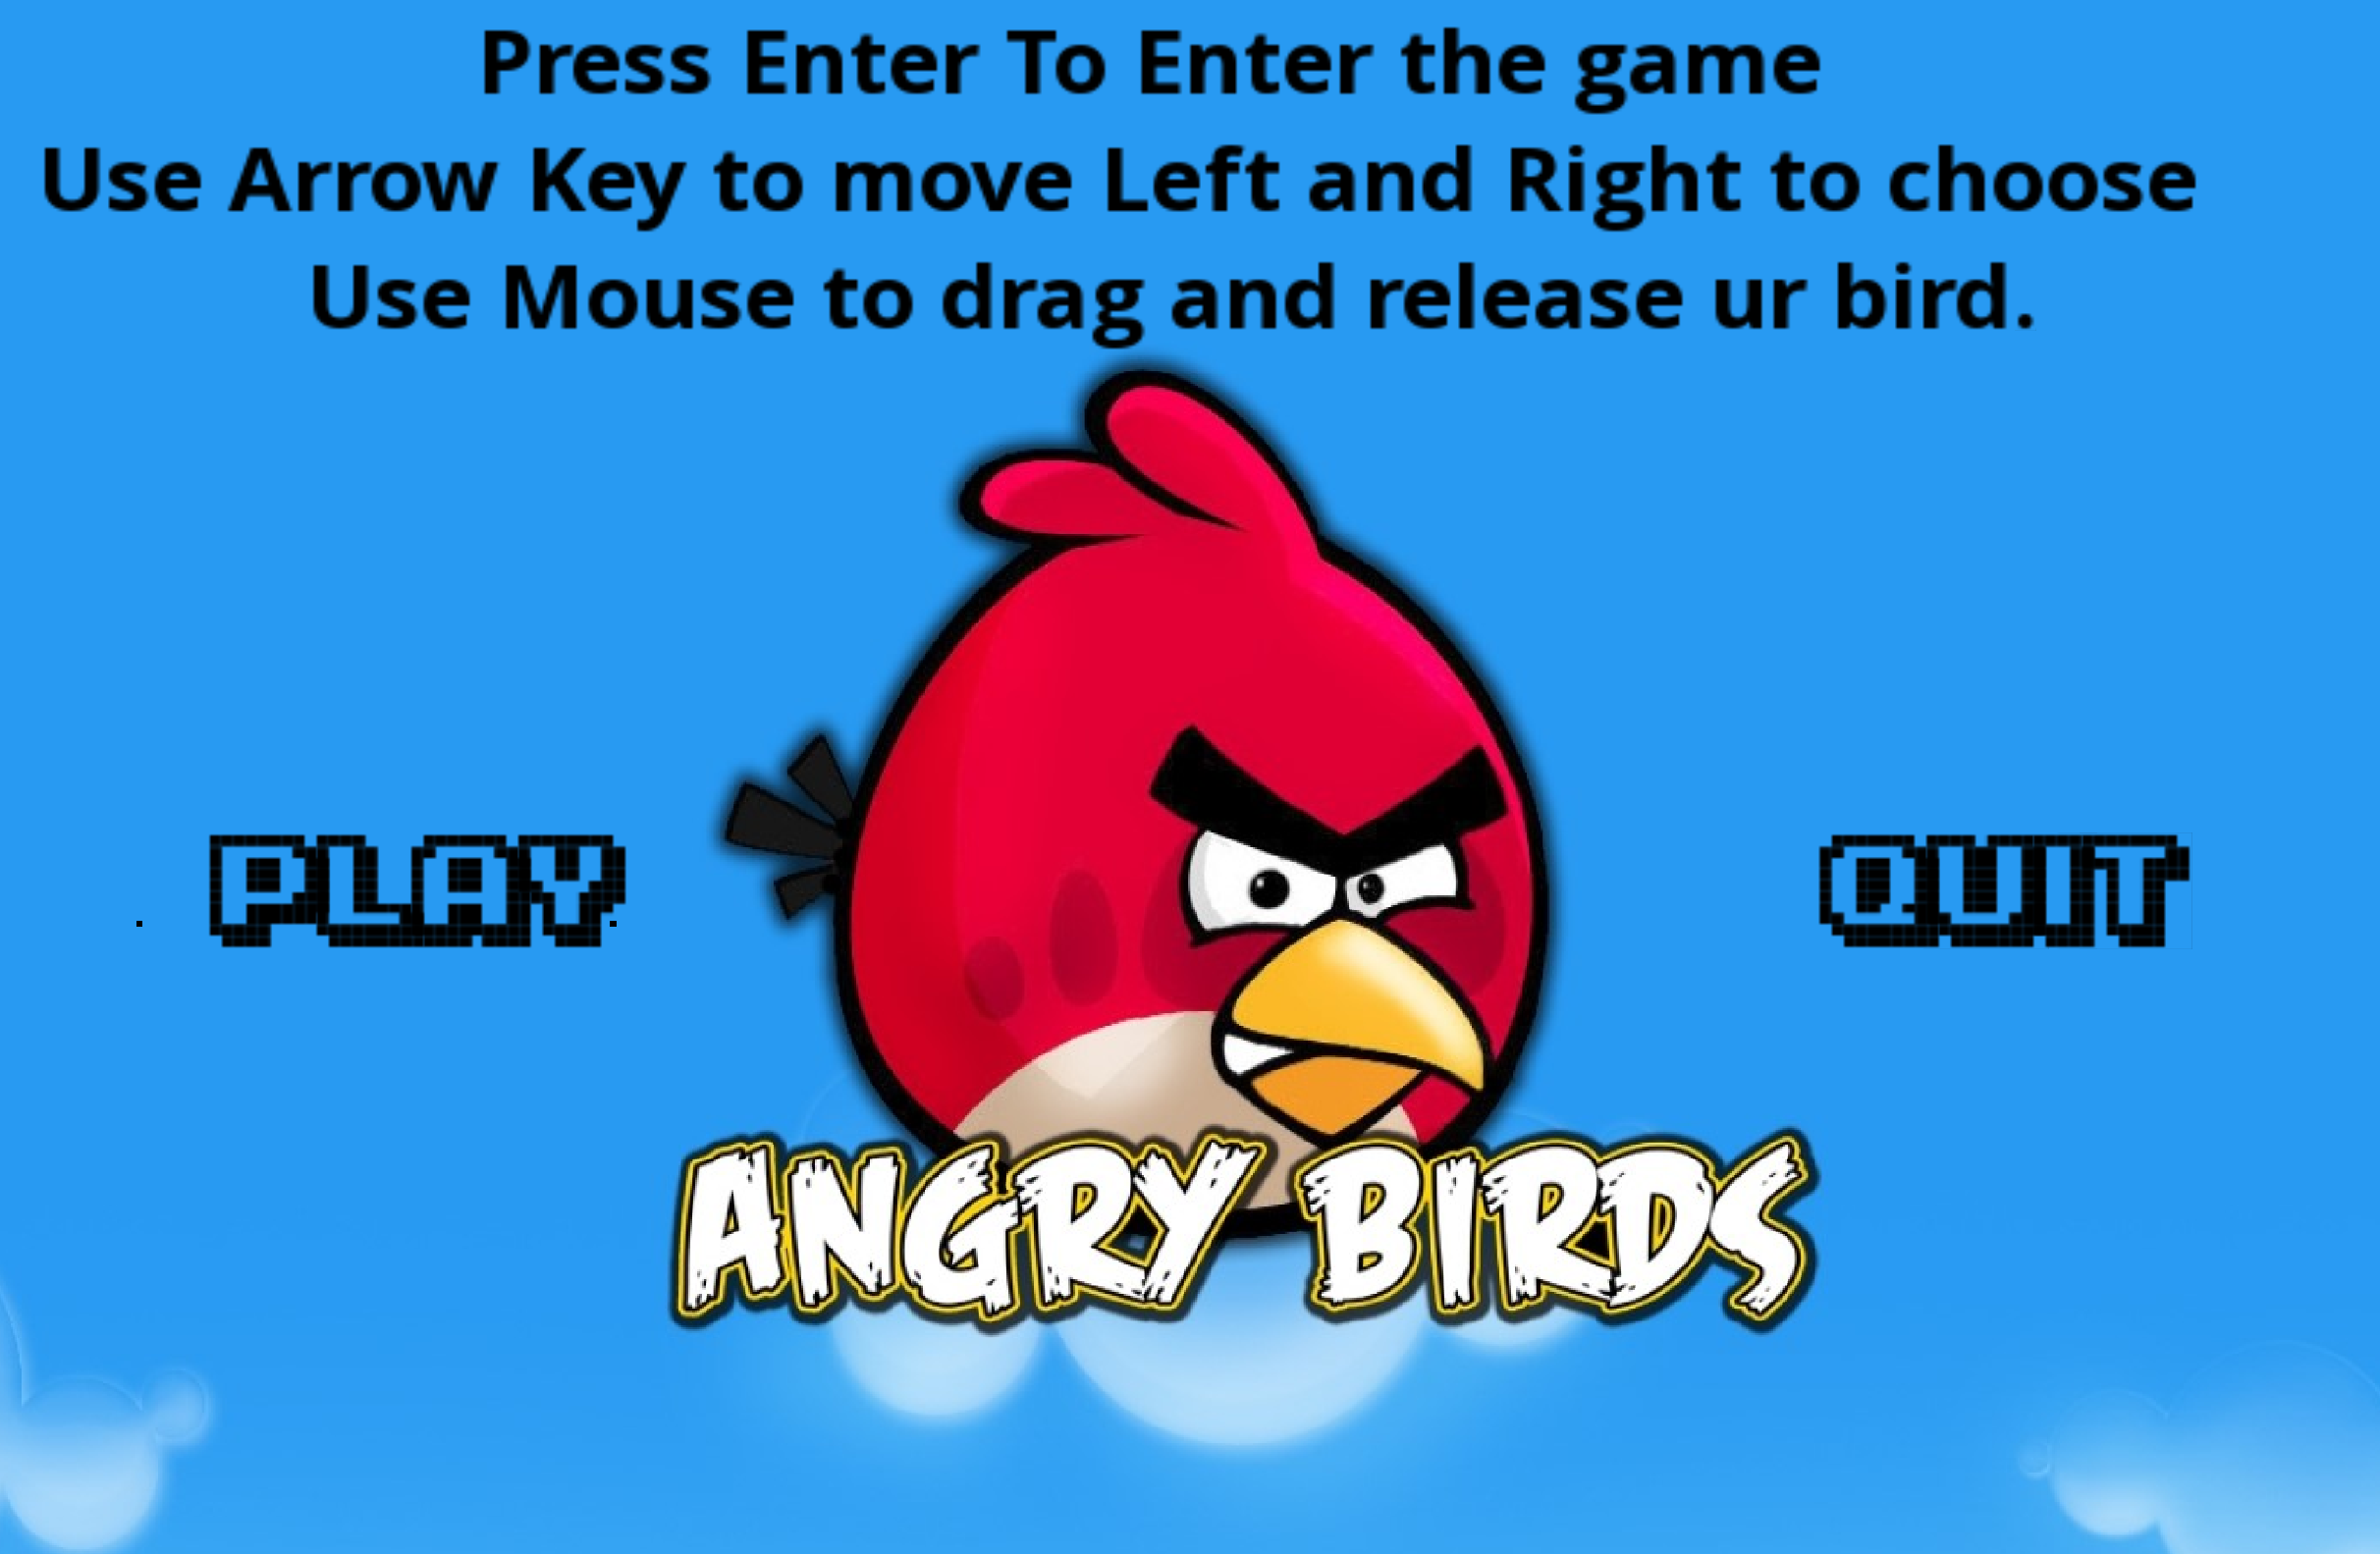 Press Enter To Enter the game
Use Arrow Key to move Left and Right to choose
Use Mouse to drag and release ur bird.
. PLAY .
QUIT
ANGRY BIRDS